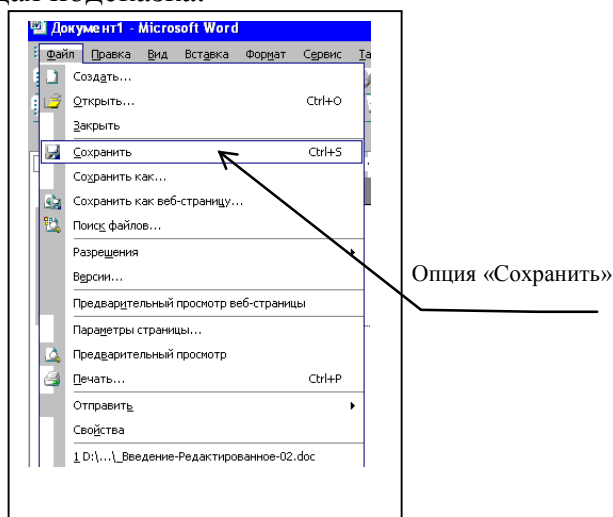 Документ1 - Microsoft Word
Файл Правка Вид Вставка Формат Сервис
Создать...
Открыть... Ctrl+O
Закрыть
Сохранить Ctrl+S
Сохранить как...
Сохранить как веб-страницу...
Поиск файлов...
Разрешения
Версии...
Опция «Сохранить»
Предварительный просмотр веб-страницы
Параметры страницы...
Предварительный просмотр
Печать... Ctrl+P
Отправить
Свойства
1 D:\...\_Введение-Редактированное-02.doc